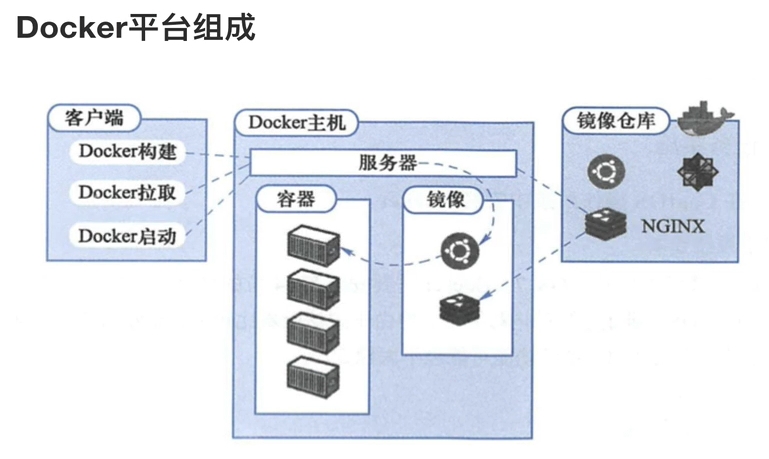 Docker平台组成
客户端
Docker构建
Docker拉取
Docker启动
Docker主机
服务器
容器
镜像
镜像仓库
NGINX